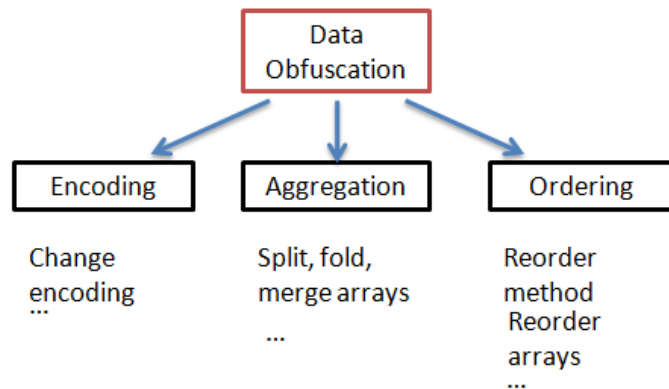 Data
Obfuscation
Encoding
Aggregation
Ordering
Change
encoding
...
Split, fold,
merge arrays
...
Reorder
method
Reorder
arrays
...